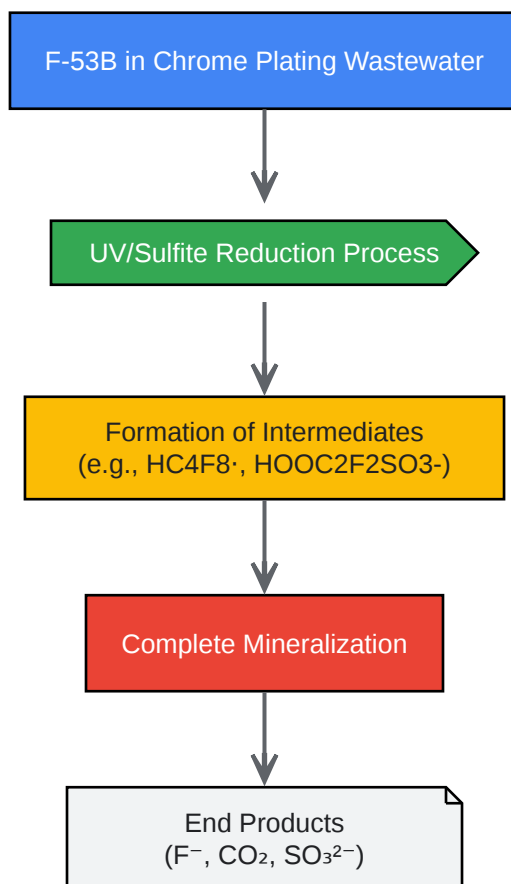 F-53B in Chrome Plating Wastewater
UV/Sulfite Reduction Process
Formation of Intermediates
(e.g., HC4F8·, HOOC2F2SO3-)
Complete Mineralization
End Products
(F⁻, CO₂, SO₃²⁻)